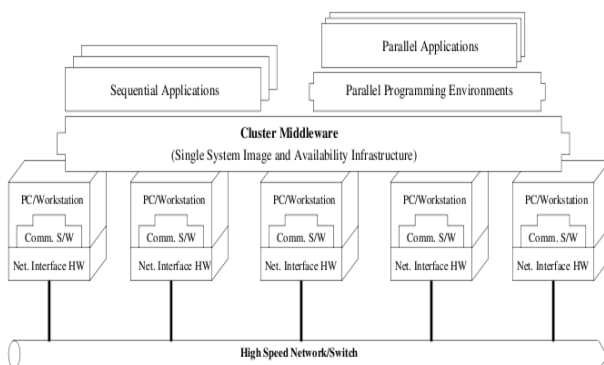 Parallel Applications
Sequential Applications
Parallel Programming Environments
Cluster Middleware
(Single System Image and Availability Infrastructure)
PC/Workstation
Comm. S/W
Net. Interface HW
PC/Workstation
Comm. S/W
Net. Interface HW
PC/Workstation
Comm. S/W
Net. Interface HW
PC/Workstation
Comm. S/W
Net. Interface HW
PC/Workstation
Comm. S/W
Net. Interface HW
High Speed Network/Switch